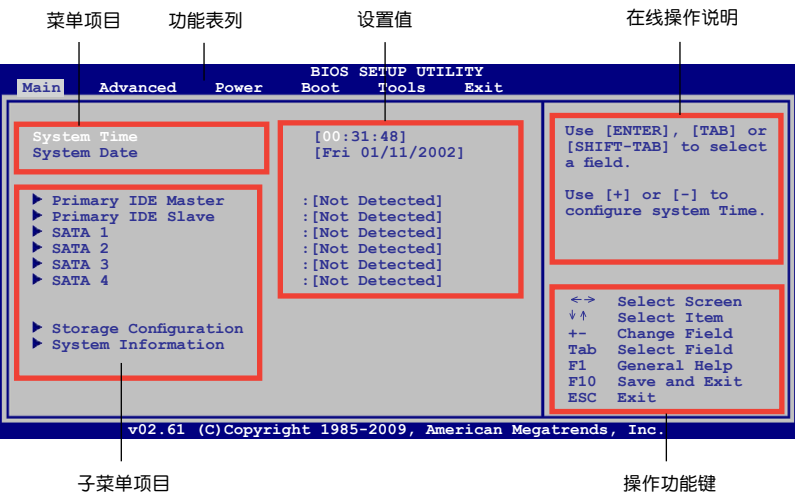 菜单项目 功能表列 设置值 在线操作说明
BIOS SETUP UTILITY
Main Advanced Power Boot Tools Exit
System Time [00:31:48]
System Date [Fri 01/11/2002]
Primary IDE Master :[Not Detected]
Primary IDE Slave :[Not Detected]
SATA 1 :[Not Detected]
SATA 2 :[Not Detected]
SATA 3 :[Not Detected]
SATA 4 :[Not Detected]
Storage Configuration
System Information
Use [ENTER], [TAB] or
[SHIFT-TAB] to select
a field.
Use [+] or [-] to
configure system Time.
←→ Select Screen
↓↑ Select Item
+- Change Field
Tab Select Field
F1 General Help
F10 Save and Exit
ESC Exit
v02.61 (C)Copyright 1985-2009, American Megatrends, Inc.
子菜单项目 操作功能键